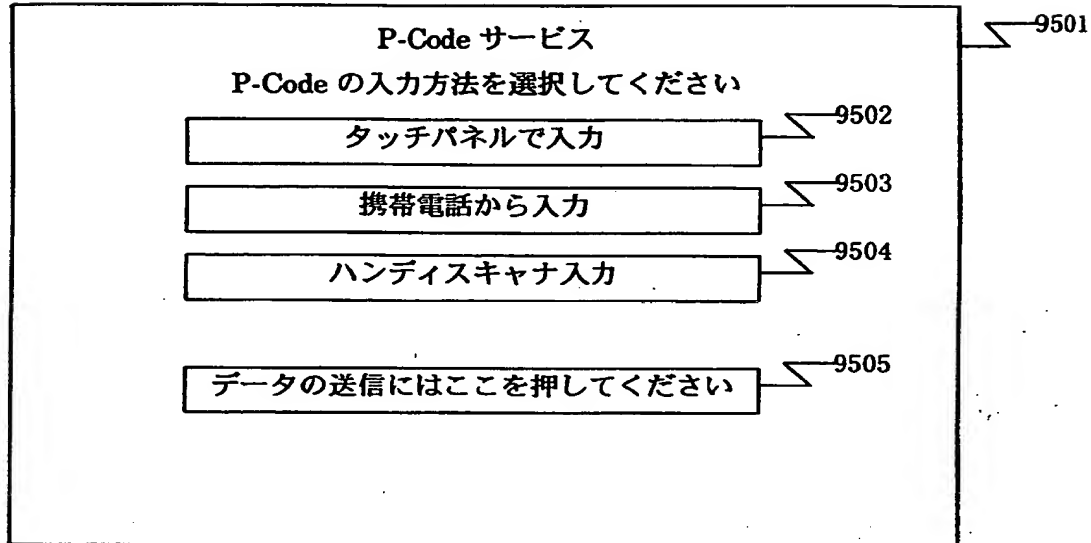 P-Code サービス
9501
P-Code の入力方法を選択してください
9502
タッチパネルで入力
9503
携帯電話から入力
9504
ハンディスキャナ入力
9505
データの送信にはここを押してください